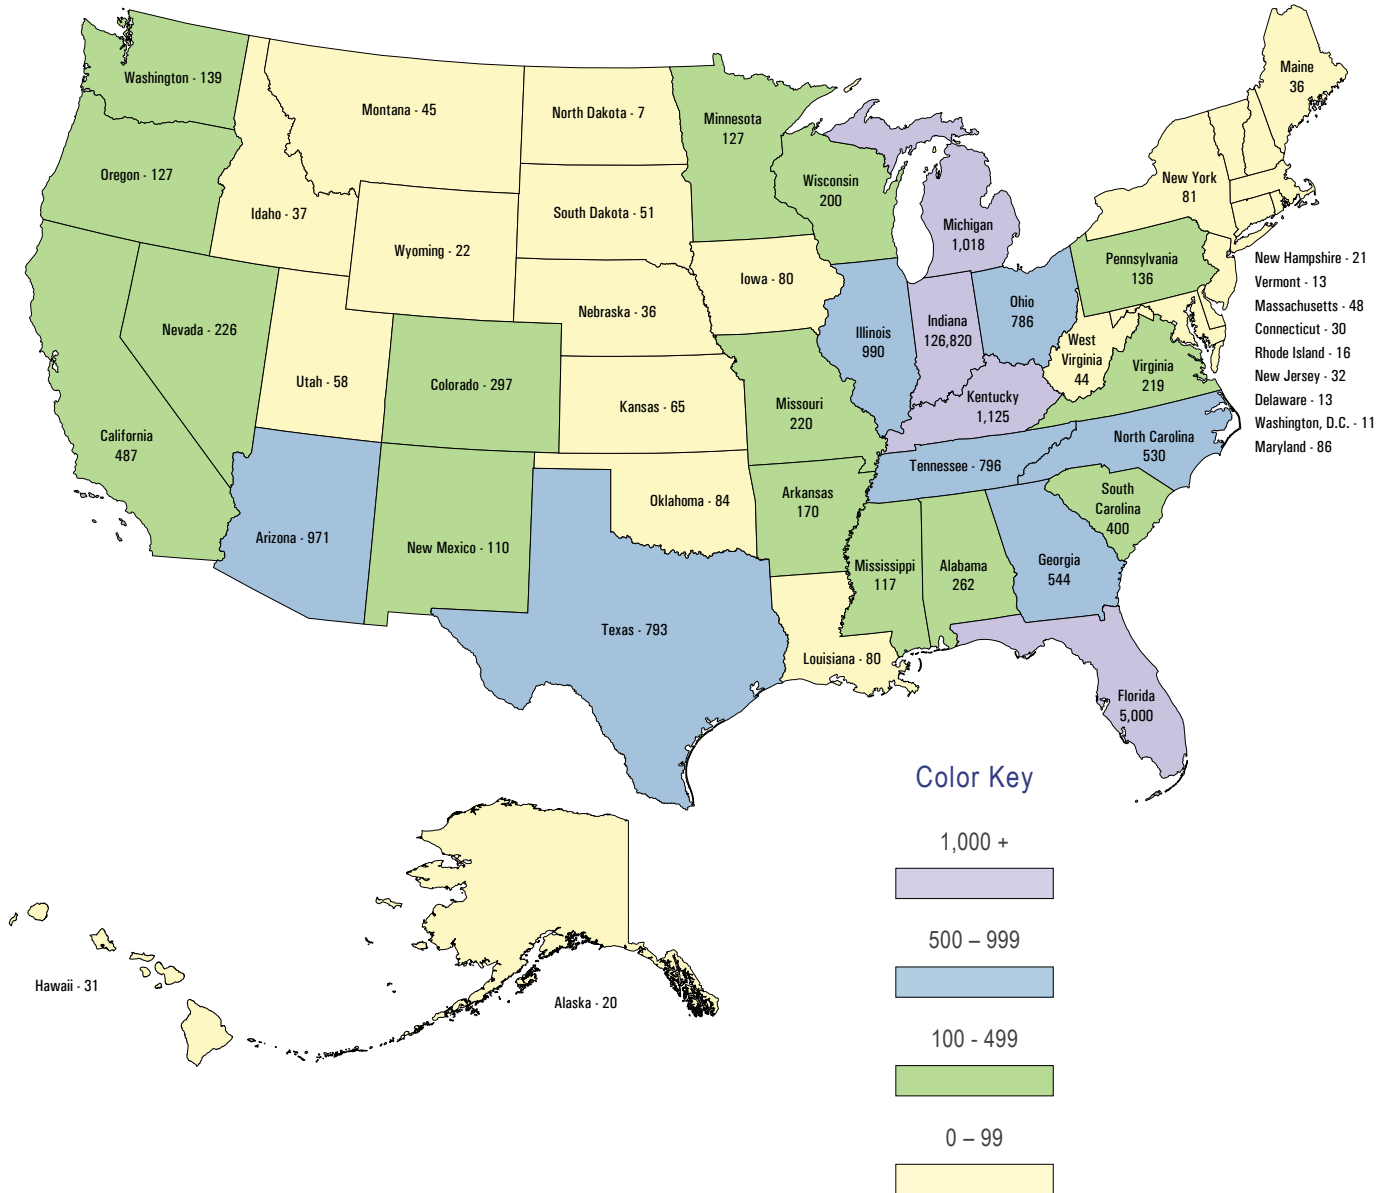 Washington - 139
Oregon - 127
California
487
Nevada - 226
Idaho - 37
Montana - 45
Wyoming - 22
Utah - 58
Colorado - 297
Arizona - 971
New Mexico - 110
North Dakota - 7
South Dakota - 51
Nebraska - 36
Kansas - 65
Oklahoma - 84
Texas - 793
Minnesota
127
Iowa - 80
Missouri
220
Arkansas
170
Louisiana - 80
Wisconsin
200
Illinois
990
Michigan
1,018
Indiana
126,820
Ohio
786
Kentucky
1,125
Tennessee - 796
Mississippi
117
Alabama
262
Georgia
544
Florida
5,000
South
Carolina
400
North Carolina
530
Virginia
219
West
Virginia
44
Pennsylvania
136
New York
81
Maine
36
New Hampshire - 21
Vermont - 13
Massachusetts - 48
Connecticut - 30
Rhode Island - 16
New Jersey - 32
Delaware - 13
Washington, D.C. - 11
Maryland - 86
Hawaii - 31
Alaska - 20
Color Key
1,000 +
500 – 999
100 - 499
0 – 99